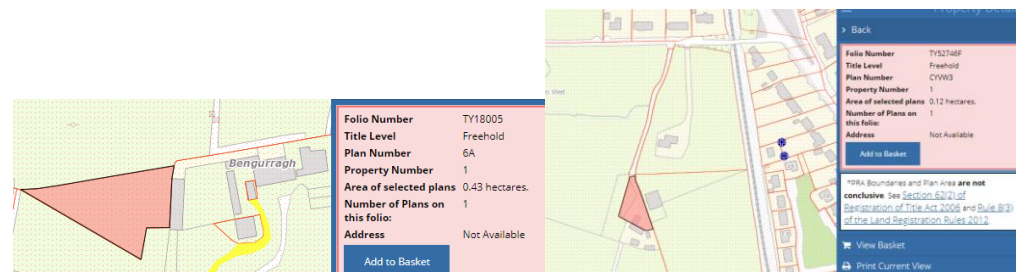 Bengurragh
Folio Number TY18005
Title Level Freehold
Plan Number 6A
Property Number 1
Area of selected plans 0.43 hectares.
Number of Plans on 1
this folio:
Address Not Available
Add to Basket
> Back
Folio Number TY52746F
Title Level Freehold
Plan Number CYVW3
Property Number 1
Area of selected plans 0.12 hectares.
Number of Plans on 1
this folio:
Address Not Available
Add to Basket
*PRA Boundaries and Plan Area are not
conclusive. See Section 62(2) of
Registration of Title Act 2006 and Rule 8(3)
of the Land Registration Rules 2012.
View Basket
Print Current View